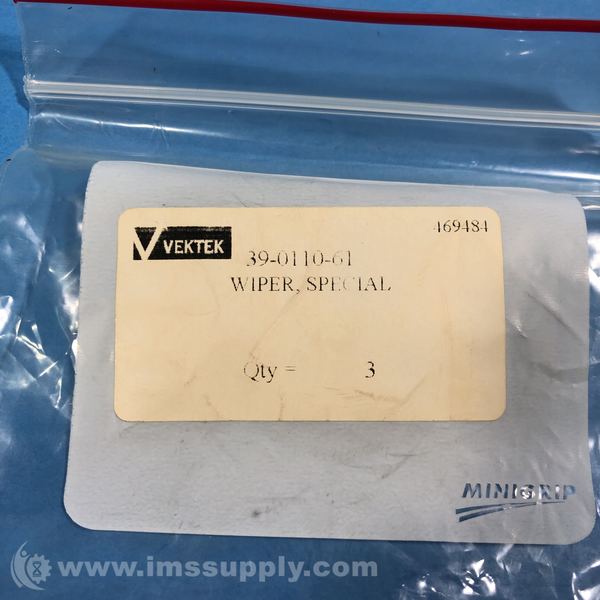 469484
VEKTEK
39-0110-61
WIPER, SPECIAL
Qty = 3
MINIGRIP
www.imssupply.com